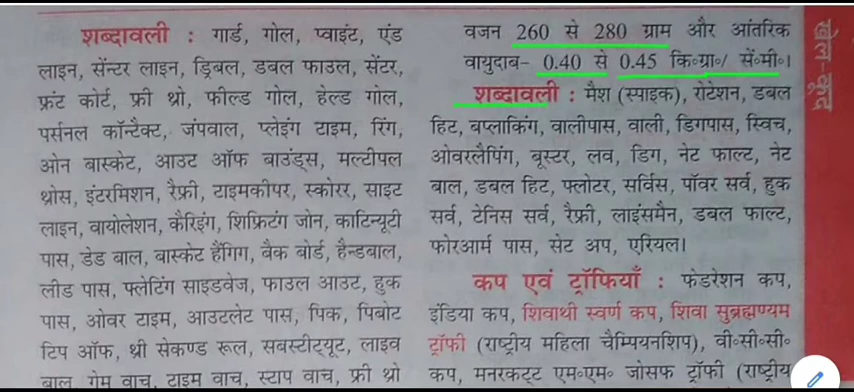 शब्दावली : गार्ड, गोल, प्वाइंट, एंड
लाइन, सेंन्टर लाइन, ड्रिबल, डबल फाउल, सेंटर,
फ्रंट कोर्ट, फ्री थ्रो, फील्ड गोल, हेल्ड गोल,
पर्सनल कॉन्टैक्ट, जंपवाल, प्लेइंग टाइम, रिंग,
ओन बास्केट, आउट ऑफ बाउंड्स, मल्टीपल
थ्रोस, इंटरमिशन, रैफ्री, टाइमकीपर, स्कोरर, साइट
लाइन, वायोलेशन, कैरिइंग, शिफ्टिंग जोन, काटिन्यूटी
पास, डेड बाल, वास्केट हैंगिग, बैक बोर्ड, हैन्डबाल,
लीड पास, फ्लेटिंग साइडवेज, फाउल आउट, हुक
पास, ओवर टाइम, आउटलेट पास, पिक, पिबोट
टिप ऑफ, थ्री सेकण्ड रूल, सबस्टीट्यूट, लाइव
बाल, गेम वाच, टाइम वाच, स्टाप वाच, फ्री थ्रो
वजन 260 से 280 ग्राम और आंतरिक
वायुदाब- 0.40 से 0.45 कि॰ग्रा॰/ सें॰मी॰।
शब्दावली : मैश (स्पाइक), रोटेशन, डबल
हिट, बप्लाकिंग, वालीपास, वाली, डिगपास, स्विच,
ओवरलैपिंग, बूस्टर, लव, डिग, नेट फाल्ट, नेट
बाल, डबल हिट, फ्लोटर, सर्विस, पॉवर सर्व, हुक
सर्व, टेनिस सर्व, रैफ्री, लाइंसमैन, डबल फाल्ट,
फोरआर्म पास, सेट अप, एरियल।
कप एवं ट्रॉफियाँ : फेडरेशन कप,
इंडिया कप, शिवाथी स्वर्ण कप, शिवा सुब्रह्मण्यम
ट्रॉफी (राष्ट्रीय महिला चैम्पियनशिप), वी॰सी॰सी॰
कप, मनरकट्ट एम॰एम॰ जोसफ ट्रॉफी (राष्ट्रीय
खेल-कूद